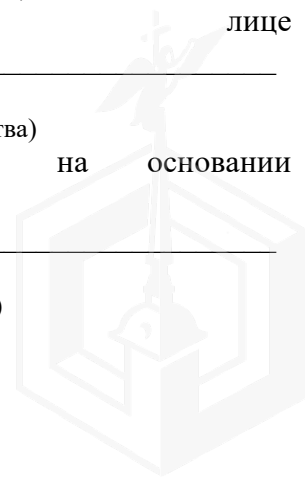 лице
тва)
на основании
)